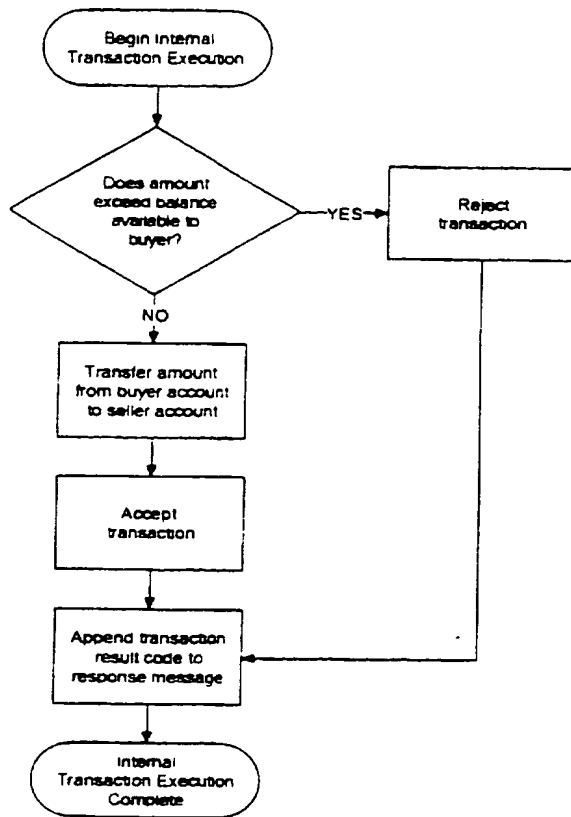 Begin Internal
Transaction Execution
Does amount
exceed balance
available to
buyer?
YES
Reject
transaction
NO
Transfer amount
from buyer account
to seller account
Accept
transaction
Append transaction
result code to
response message
Internal
Transaction Execution
Complete